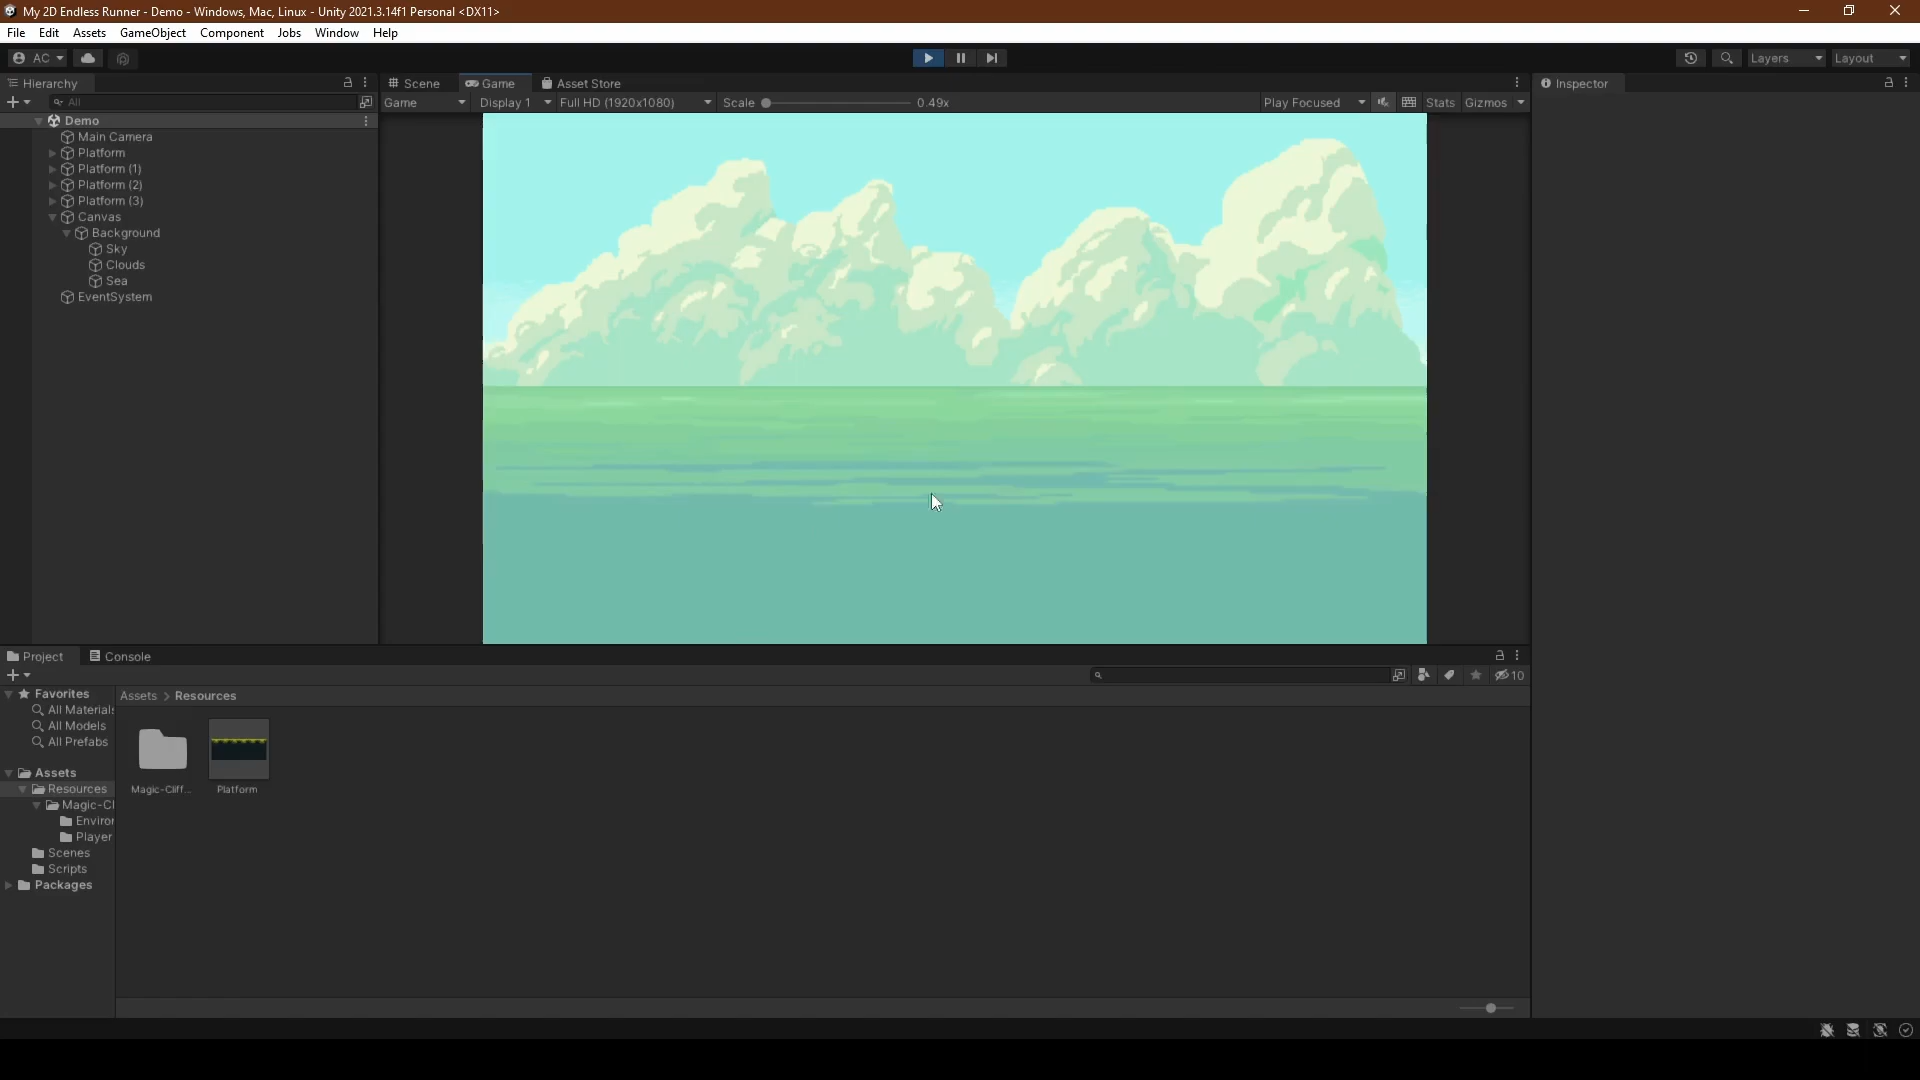 My 2D Endless Runner - Demo - Windows, Mac, Linux - Unity 2021.3.14f1 Personal <DX11>
File Edit Assets GameObject Component Jobs Window Help
AC Layers Layout
Hierarchy Scene Game Asset Store Inspector
All Game Display 1 Full HD (1920x1080) Scale 0.49x Play Focused Stats Gizmos
Demo
Main Camera
Platform
Platform (1)
Platform (2)
Platform (3)
Canvas
Background
Sky
Clouds
Sea
EventSystem
Project Console
10
Favorites
All Materials
All Models
All Prefabs
Assets
Resources
Magic-Cl
Enviro
Player
Scenes
Scripts
Packages
Assets > Resources
Magic-Cliff... Platform